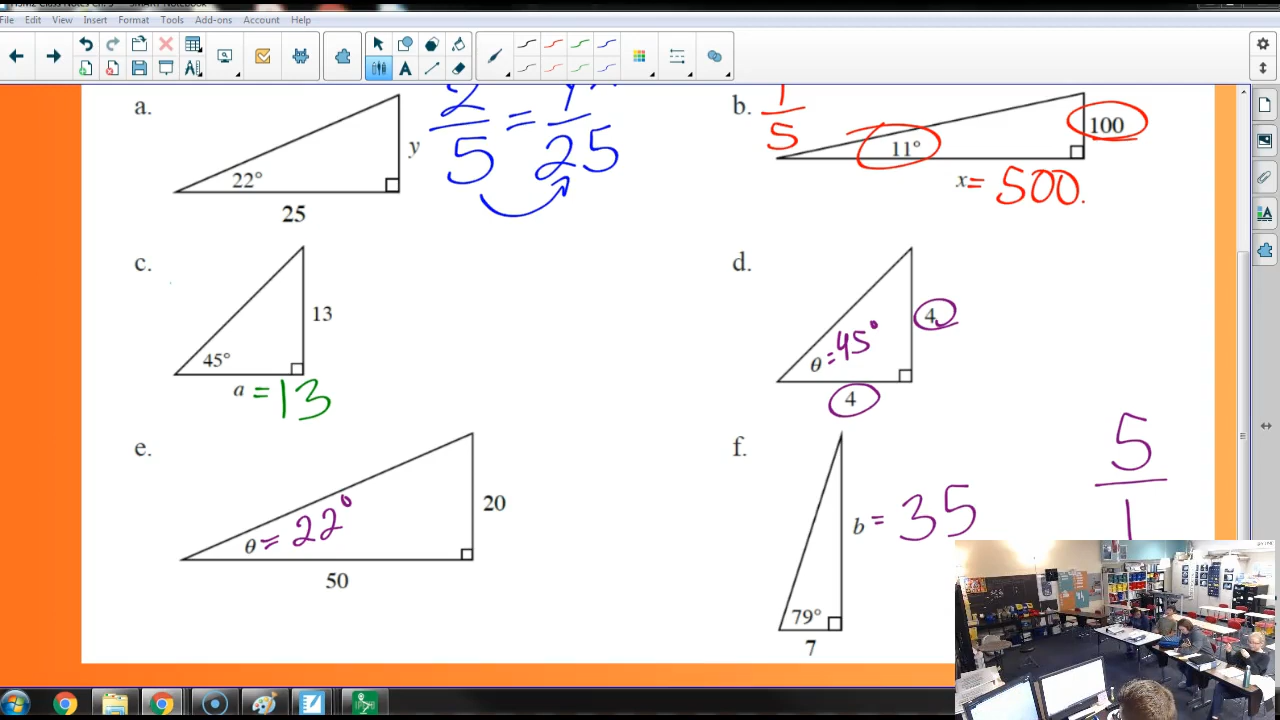 File Edit View Insert Format Tools Add-ons Account Help
a.
22°
y
25
2/5 = y/25
b.
1/5
11°
100
x = 500.
c.
45°
13
a = 13
d.
θ = 45°
4
4
e.
θ = 22°
20
50
f.
b = 35
79°
7
5/1